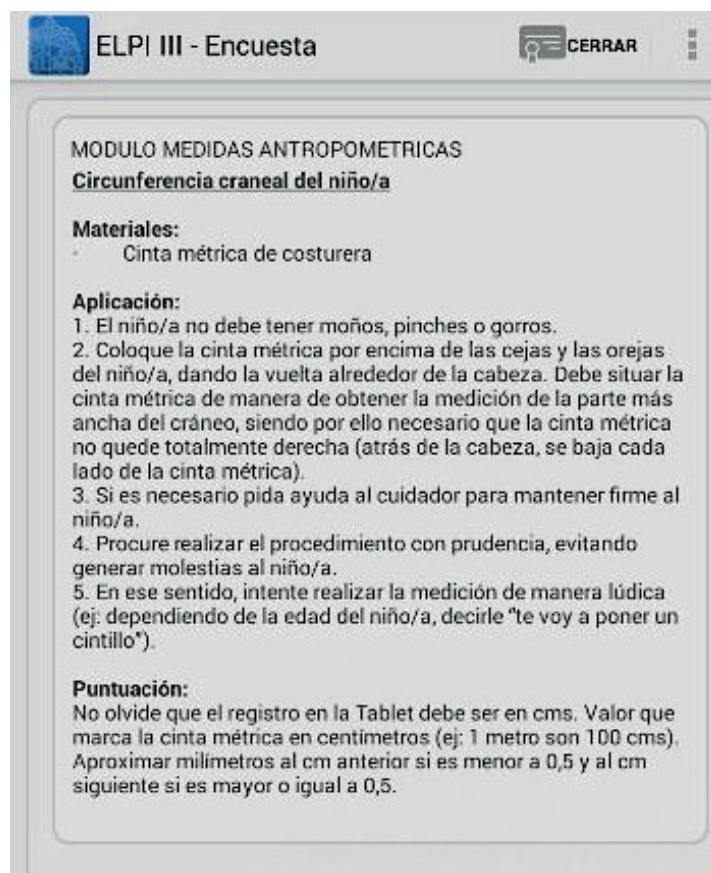 ELPI III - Encuesta
CERRAR
MODULO MEDIDAS ANTROPOMETRICAS
Circunferencia craneal del niño/a
Materiales:
· Cinta métrica de costurera
Aplicación:
1. El niño/a no debe tener moños, pinches o gorros.
2. Coloque la cinta métrica por encima de las cejas y las orejas
del niño/a, dando la vuelta alrededor de la cabeza. Debe situar la
cinta métrica de manera de obtener la medición de la parte más
ancha del cráneo, siendo por ello necesario que la cinta métrica
no quede totalmente derecha (atrás de la cabeza, se baja cada
lado de la cinta métrica).
3. Si es necesario pida ayuda al cuidador para mantener firme al
niño/a.
4. Procure realizar el procedimiento con prudencia, evitando
generar molestias al niño/a.
5. En ese sentido, intente realizar la medición de manera lúdica
(ej: dependiendo de la edad del niño/a, decirle "te voy a poner un
cintillo").
Puntuación:
No olvide que el registro en la Tablet debe ser en cms. Valor que
marca la cinta métrica en centímetros (ej: 1 metro son 100 cms).
Aproximar milímetros al cm anterior si es menor a 0,5 y al cm
siguiente si es mayor o igual a 0,5.